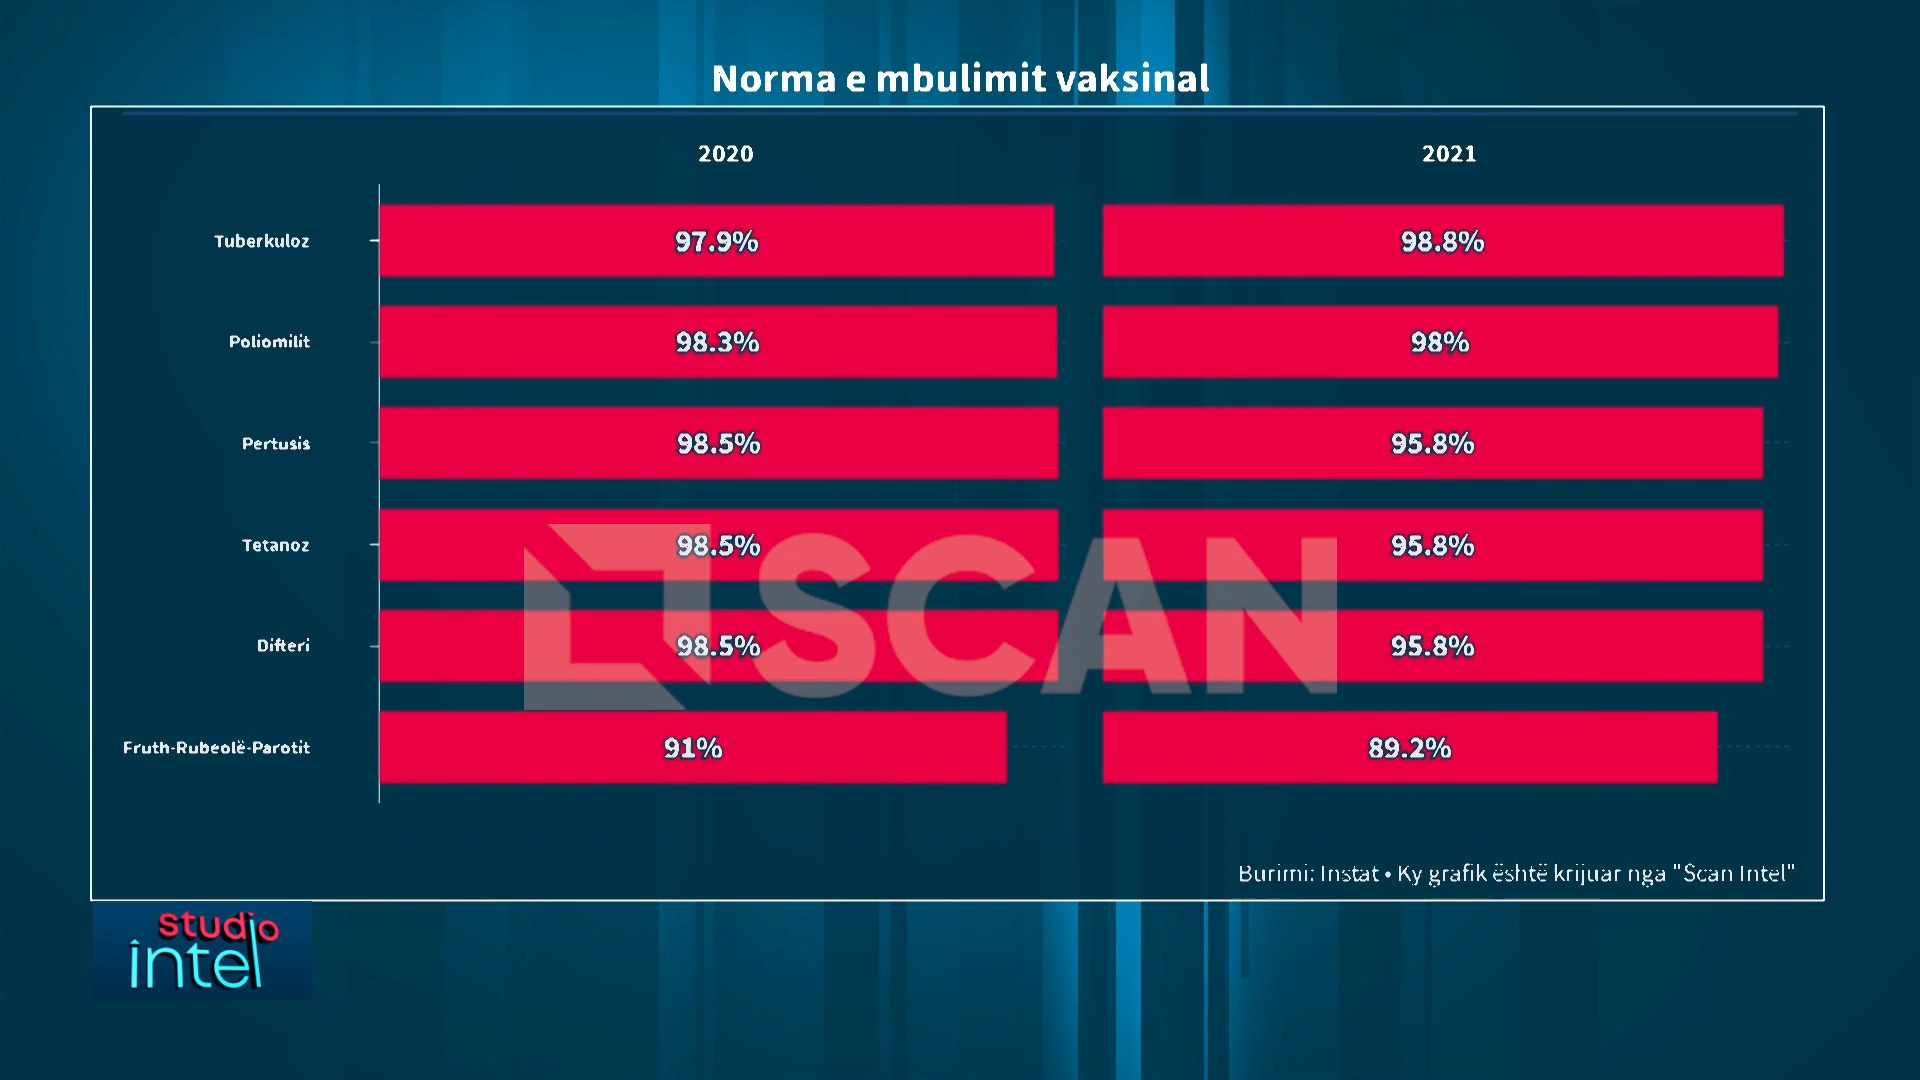 Norma e mbulimit vaksinal
2020 2021
Tuberkuloz 97.9% 98.8%
Poliomilit 98.3% 98%
Pertusis 98.5% 95.8%
Tetanoz 98.5% 95.8%
SCAN
Difteri 98.5% 95.8%
Fruth-Rubeolë-Parotit 91% 89.2%
Burimi: Instat • Ky grafik është krijuar nga "Scan Intel"
studio
intel